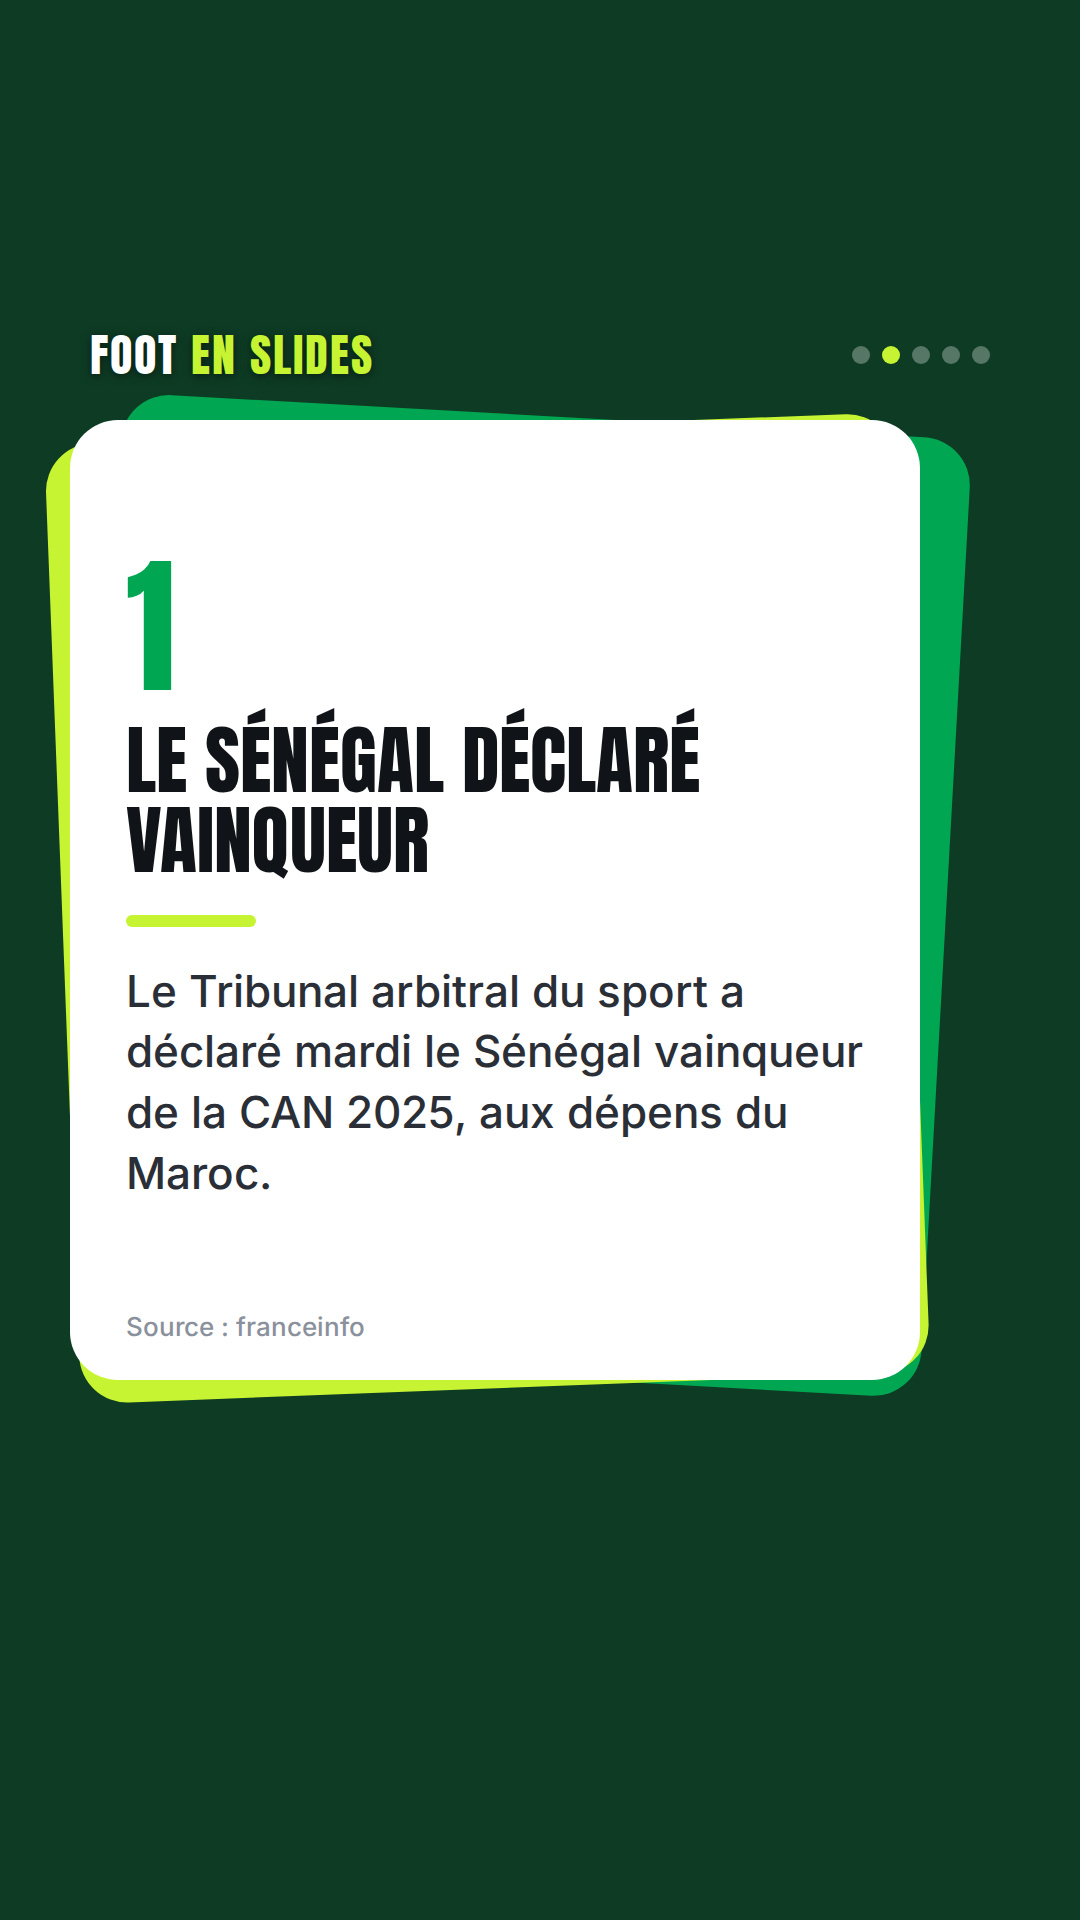 FOOT EN SLIDES
1
LE SÉNÉGAL DÉCLARÉ
VAINQUEUR
Le Tribunal arbitral du sport a
déclaré mardi le Sénégal vainqueur
de la CAN 2025, aux dépens du
Maroc.
Source : franceinfo